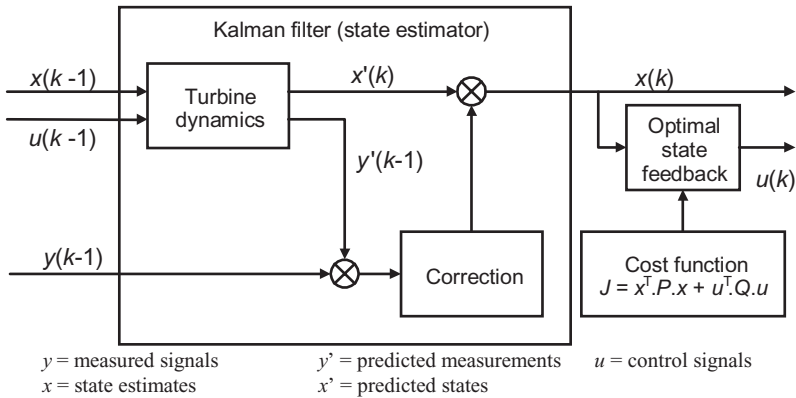 Kalman filter (state estimator)
x(k -1)
u(k -1)
Turbine
dynamics
x'(k)
y'(k-1)
x(k)
Optimal
state
feedback
u(k)
y(k-1)
Correction
Cost function
J = xᵀ.P.x + uᵀ.Q.u
y = measured signals
y’ = predicted measurements
u = control signals
x = state estimates
x’ = predicted states